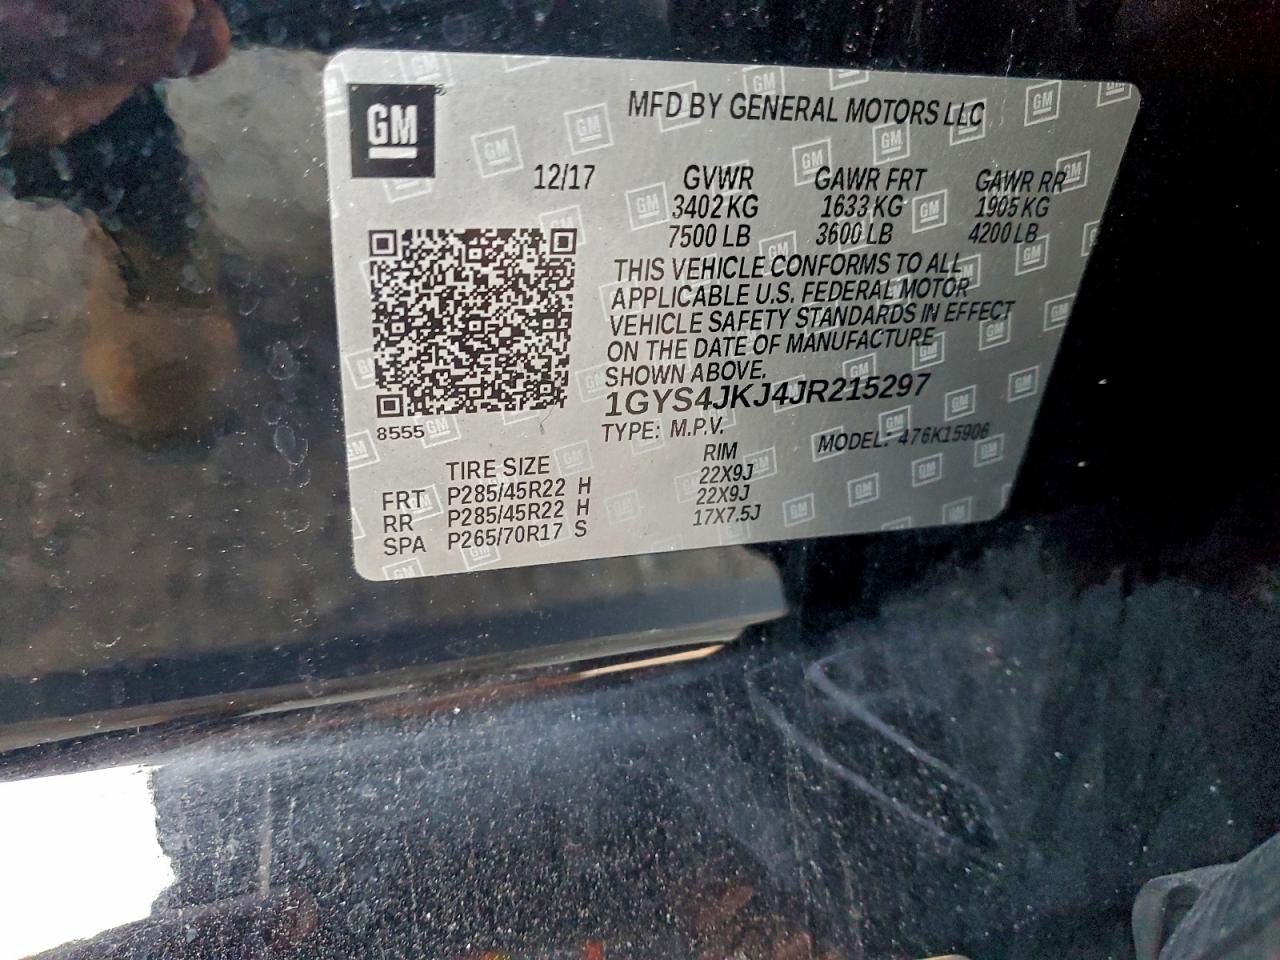 GM
MFD BY GENERAL MOTORS LLC
12/17 GVWR GAWR FRT GAWR RR
3402 KG 1633 KG 1905 KG
7500 LB 3600 LB 4200 LB
THIS VEHICLE CONFORMS TO ALL
APPLICABLE U.S. FEDERAL MOTOR
VEHICLE SAFETY STANDARDS IN EFFECT
ON THE DATE OF MANUFACTURE
SHOWN ABOVE.
1GYS4JKJ4JR215297
8555
TYPE: M.P.V. MODEL: 476K15906
TIRE SIZE RIM
FRT P285/45R22 H 22X9J
RR P285/45R22 H 22X9J
SPA P265/70R17 S 17X7.5J